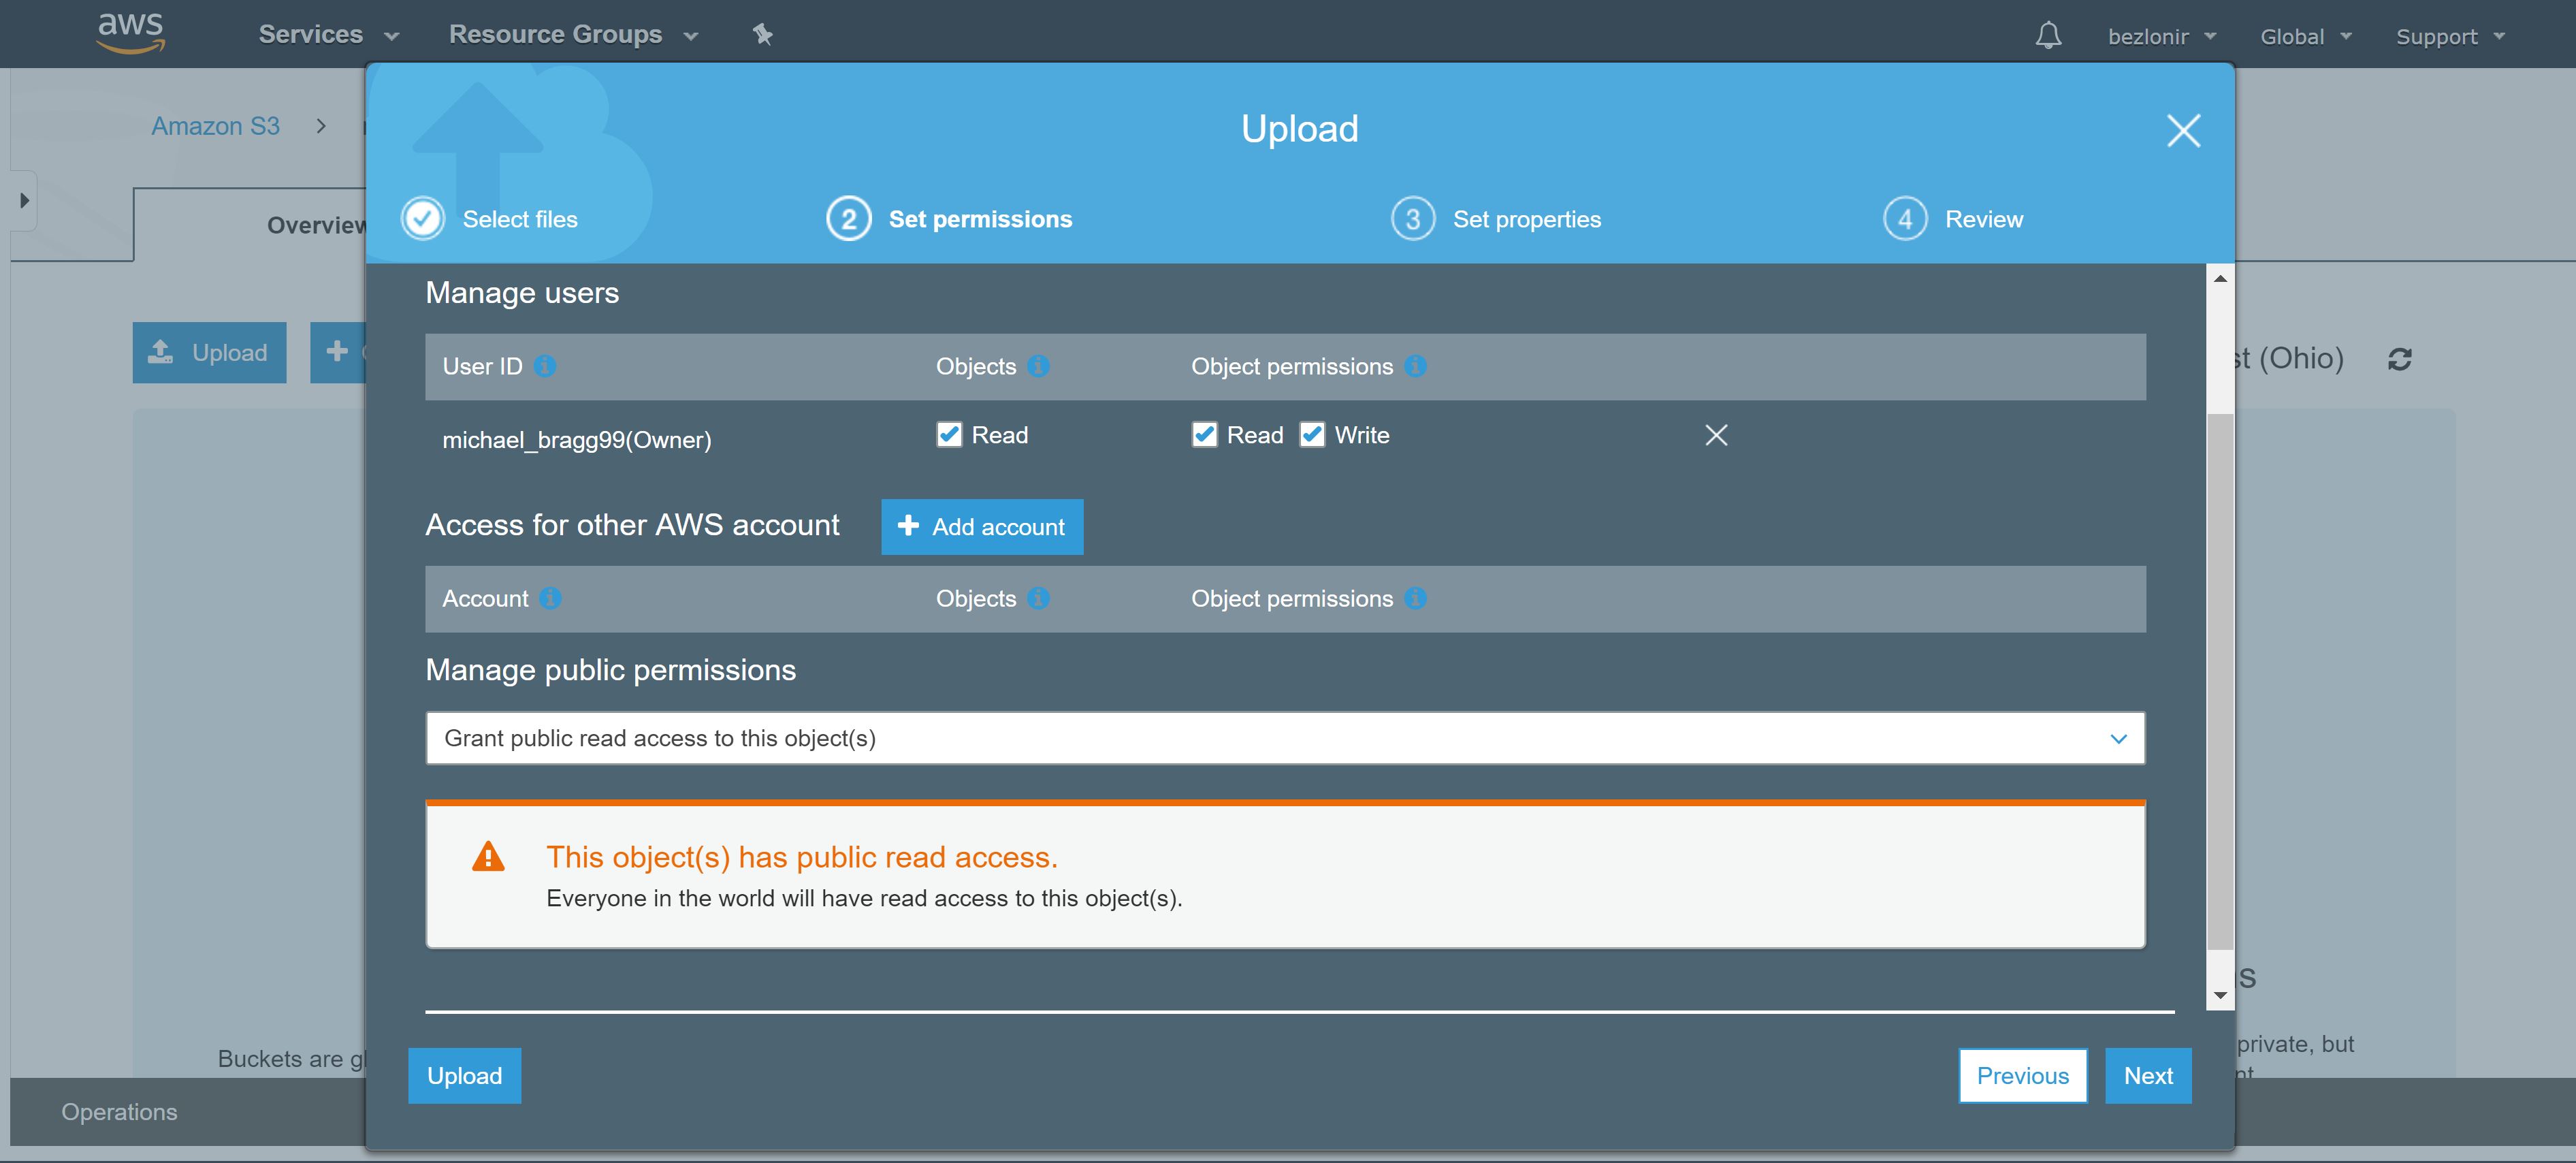 aws Services Resource Groups bezlonir Global Support
Amazon S3 >
Upload
Select files 2 Set permissions 3 Set properties 4 Review
Overview
Manage users
User ID Objects Object permissions
Upload
(Ohio)
michael_bragg99(Owner) Read Read Write
Access for other AWS account Add account
Account Objects Object permissions
Manage public permissions
Grant public read access to this object(s)
This object(s) has public read access.
Everyone in the world will have read access to this object(s).
Buckets are
private, but
Upload Previous Next
Operations